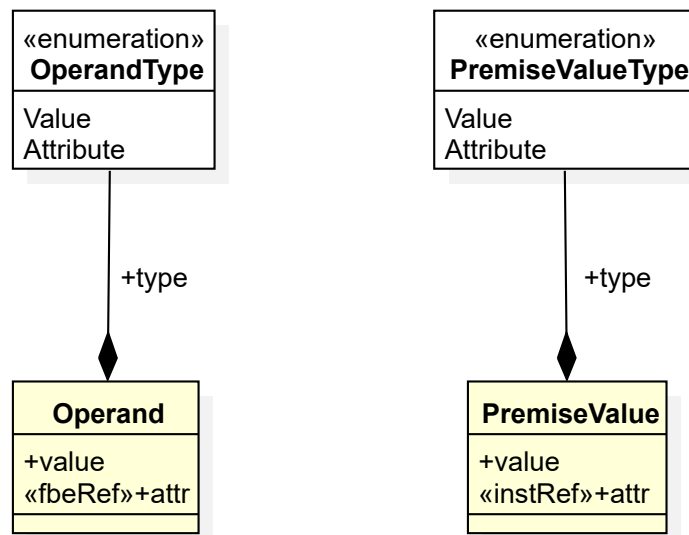 «enumeration»
OperandType
Value
Attribute
+type
Operand
+value
«fbeRef»+attr
«enumeration»
PremiseValueType
Value
Attribute
+type
PremiseValue
+value
«instRef»+attr